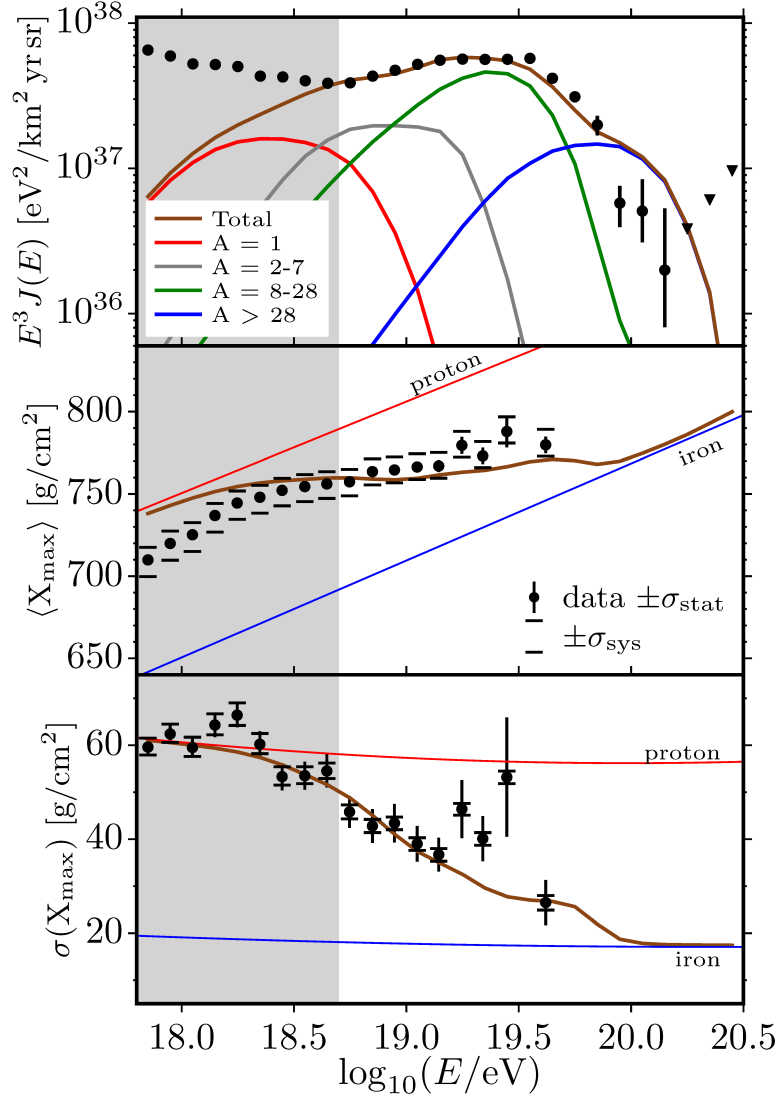 10^38
10^37
10^36
E^3 J(E) [eV^2/km^2 yr sr]
Total
A = 1
A = 2-7
A = 8-28
A > 28
800
750
700
650
⟨X_max⟩ [g/cm^2]
proton
iron
data ±σ_stat
±σ_sys
60
40
20
σ(X_max) [g/cm^2]
proton
iron
18.0 18.5 19.0 19.5 20.0 20.5
log_10(E/eV)